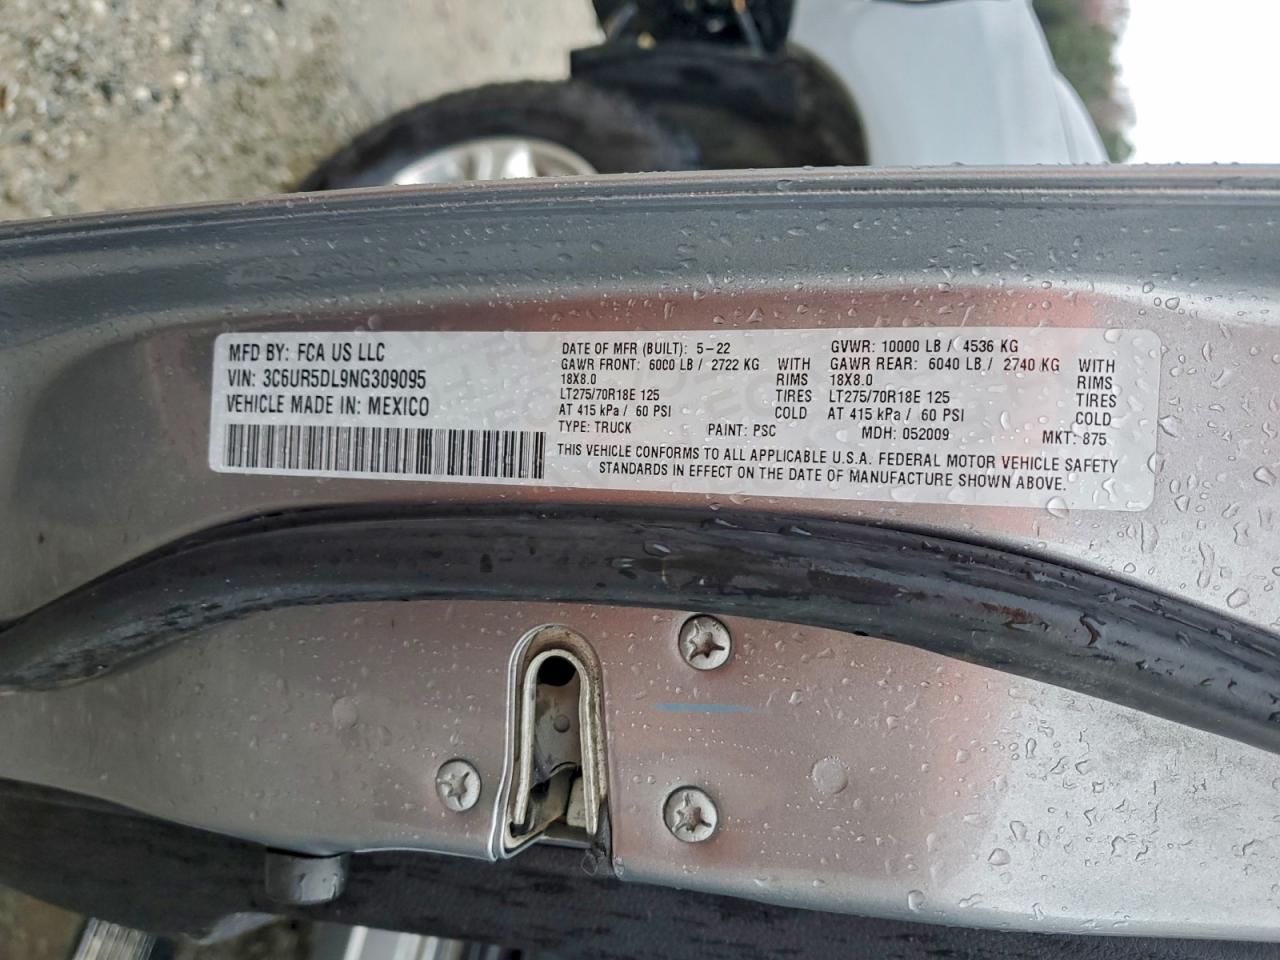 MFD BY: FCA US LLC
VIN: 3C6UR5DL9NG309095
VEHICLE MADE IN: MEXICO
DATE OF MFR (BUILT): 5-22 GVWR: 10000 LB / 4536 KG
GAWR FRONT: 6000 LB / 2722 KG WITH GAWR REAR: 6040 LB / 2740 KG WITH
18X8.0 RIMS 18X8.0 RIMS
LT275/70R18E 125 TIRES LT275/70R18E 125 TIRES
AT 415 kPa / 60 PSI COLD AT 415 kPa / 60 PSI COLD
TYPE: TRUCK PAINT: PSC MDH: 052009 MKT: 875
THIS VEHICLE CONFORMS TO ALL APPLICABLE U.S.A. FEDERAL MOTOR VEHICLE SAFETY
STANDARDS IN EFFECT ON THE DATE OF MANUFACTURE SHOWN ABOVE.